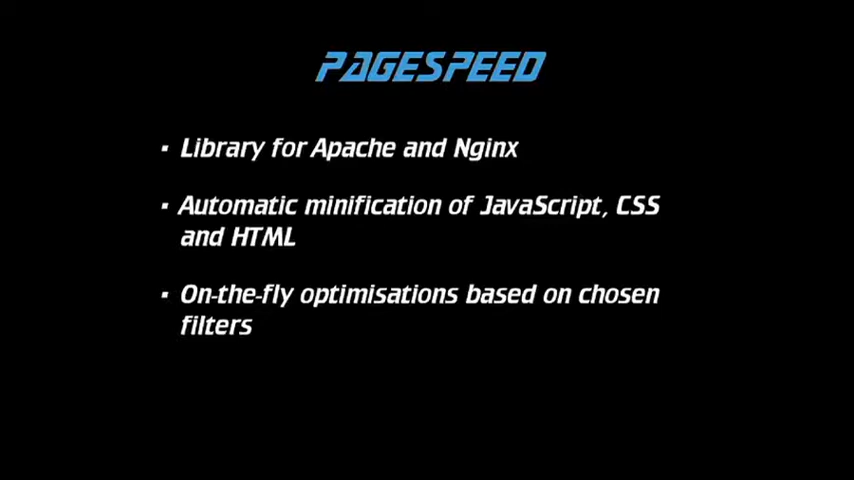 PAGESPEED
• Library for Apache and Nginx
• Automatic minification of JavaScript, CSS
and HTML
• On-the-fly optimisations based on chosen
filters